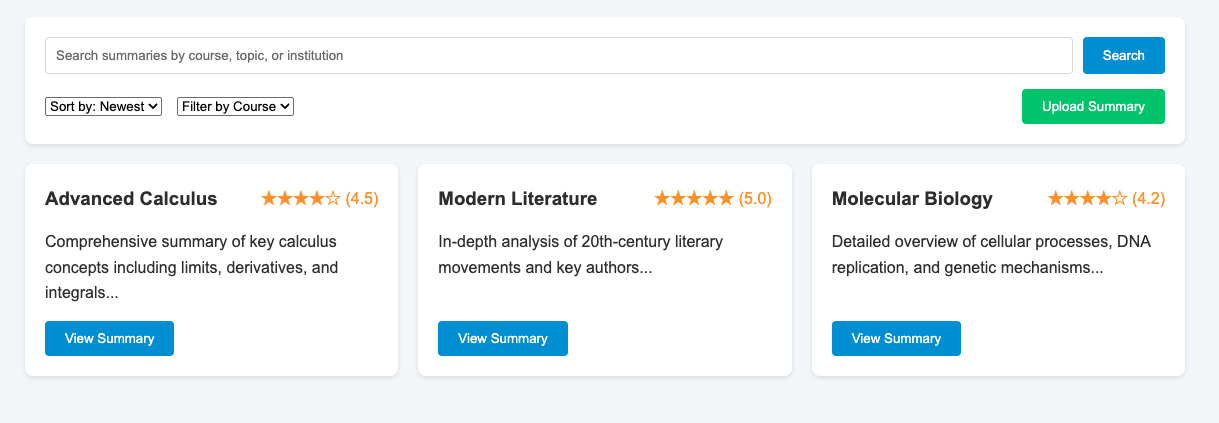 Search summaries by course, topic, or institution
Search
Sort by: Newest
Filter by Course
Upload Summary
Advanced Calculus ★★★★☆ (4.5)
Comprehensive summary of key calculus
concepts including limits, derivatives, and
integrals...
View Summary
Modern Literature ★★★★★ (5.0)
In-depth analysis of 20th-century literary
movements and key authors...
View Summary
Molecular Biology ★★★★☆ (4.2)
Detailed overview of cellular processes, DNA
replication, and genetic mechanisms...
View Summary